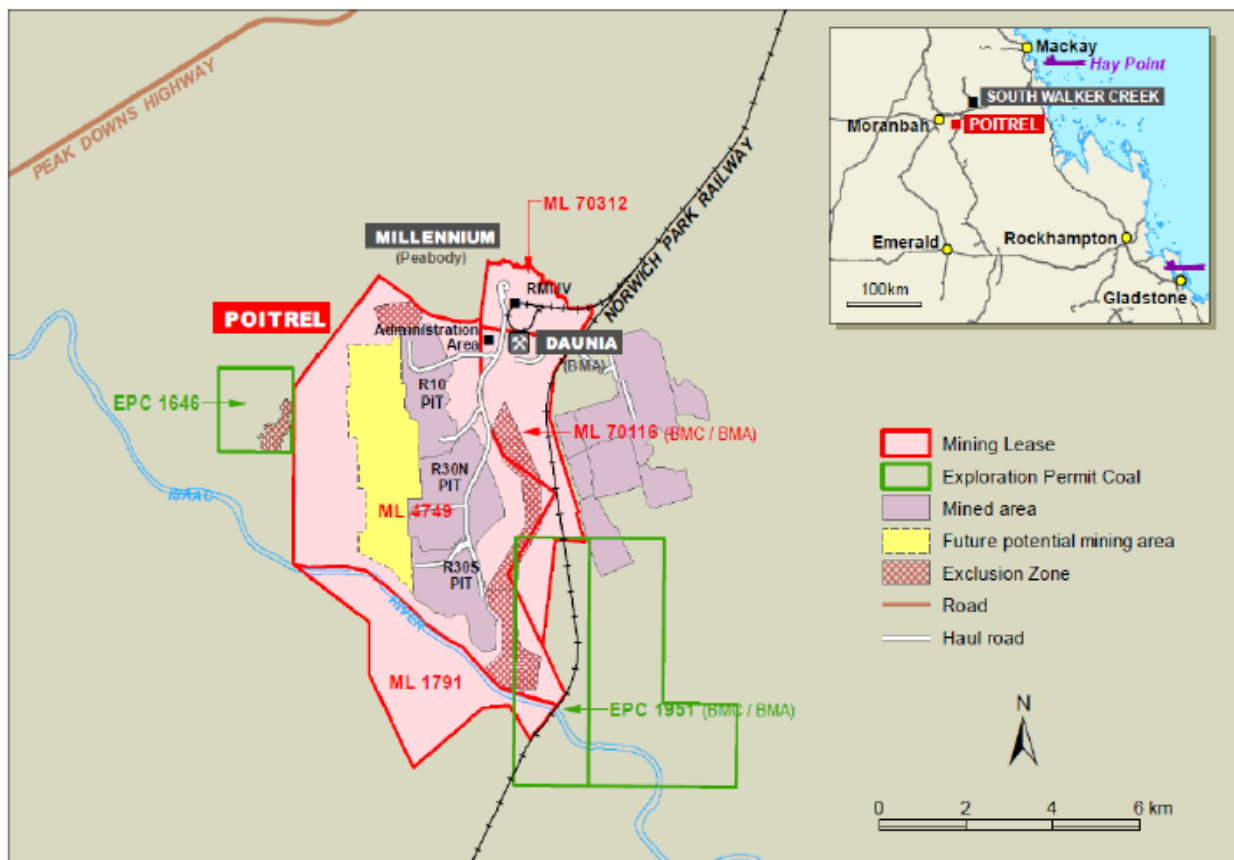 PEAK DOWNS HIGHWAY
NORWICH PARK RAILWAY
ML 70312
MILLENNIUM
(Peabody)
POITREL
Administration
Area
DAUNIA
(BMA)
EPC 1646
R10
PIT
ML 70116 (BMC / BMA)
R30N
PIT
ML 4749
R30S
PIT
ISAAC
RIVER
ML 1791
EPC 1951 (BMC / BMA)
Mackay
Hay Point
SOUTH WALKER CREEK
Moranbah
POITREL
Emerald
Rockhampton
Gladstone
100km
Mining Lease
Exploration Permit Coal
Mined area
Future potential mining area
Exclusion Zone
Road
Haul road
N
0 2 4 6 km